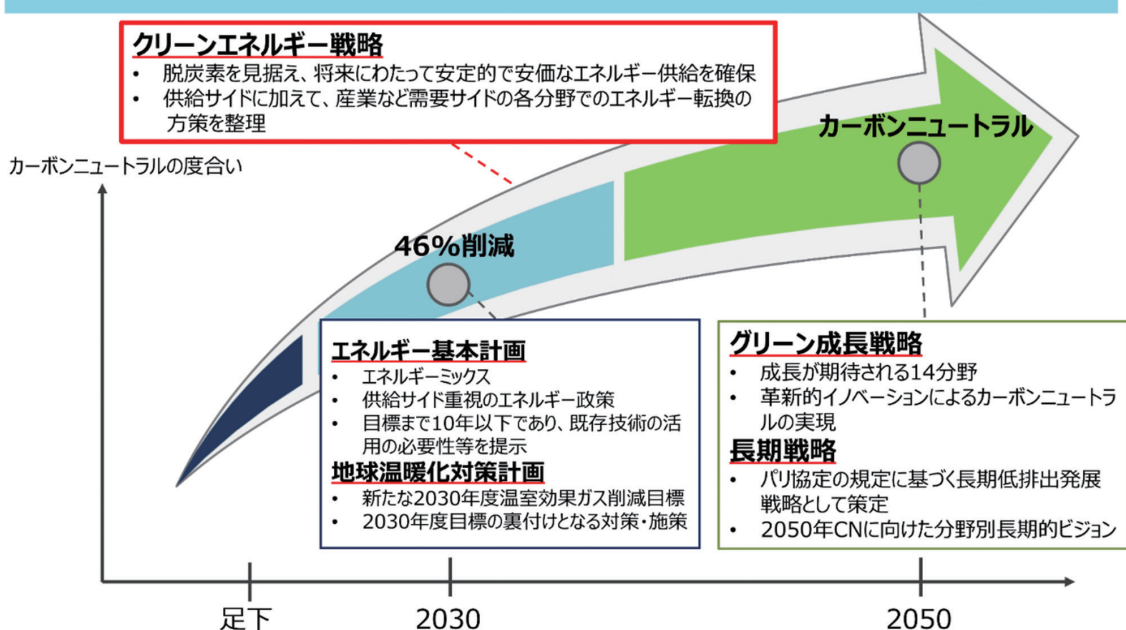 クリーンエネルギー戦略
• 脱炭素を見据え、将来にわたって安定的で安価なエネルギー供給を確保
• 供給サイドに加えて、産業など需要サイドの各分野でのエネルギー転換の
方策を整理
カーボンニュートラル
カーボンニュートラルの度合い
46%削減
エネルギー基本計画
• エネルギーミックス
• 供給サイド重視のエネルギー政策
• 目標まで10年以下であり、既存技術の活
用の必要性等を提示
地球温暖化対策計画
• 新たな2030年度温室効果ガス削減目標
• 2030年度目標の裏付けとなる対策・施策
グリーン成長戦略
• 成長が期待される14分野
• 革新的イノベーションによるカーボンニュートラ
ルの実現
長期戦略
• パリ協定の規定に基づく長期低排出発展
戦略として策定
• 2050年CNに向けた分野別長期的ビジョン
足下
2030
2050